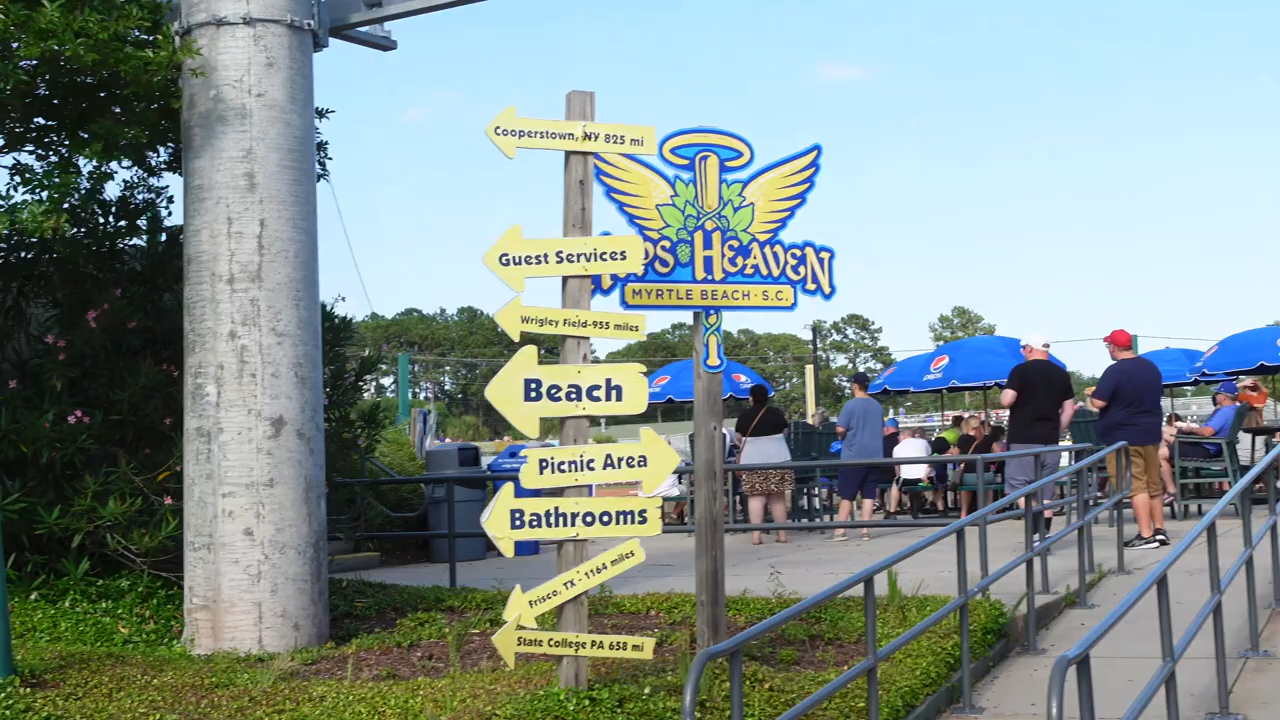 Cooperstown, NY 825 mi
Guest Services
HEAVEN
MYRTLE BEACH · S.C.
Wrigley Field-955 miles
Beach
Picnic Area
Bathrooms
Frisco, TX - 1164 miles
State College PA 658 mi
pepsi